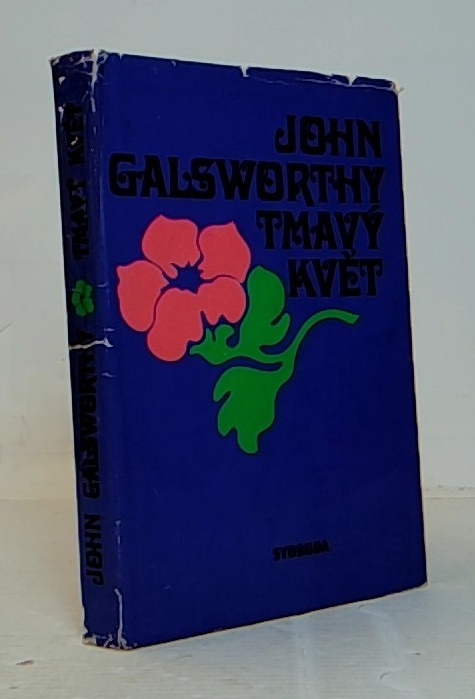 JOHN
GALSWORTHY
TMAVÝ
KVĚT
SVOBODA
JOHN GALSWORTHY TMAVÝ KVĚT